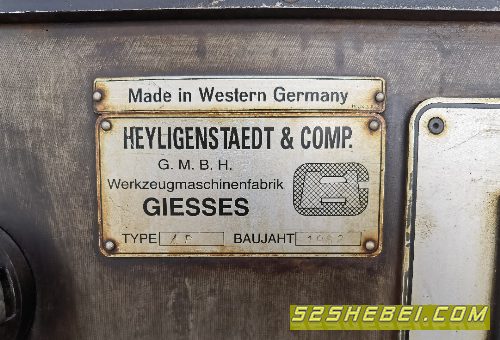 Made in Western Germany
HEYLIGENSTAEDT & COMP.
G. M. B. H.
Werkzeugmaschinenfabrik
GIESSES
TYPE BAUJAHT
52SHEBEI.COM